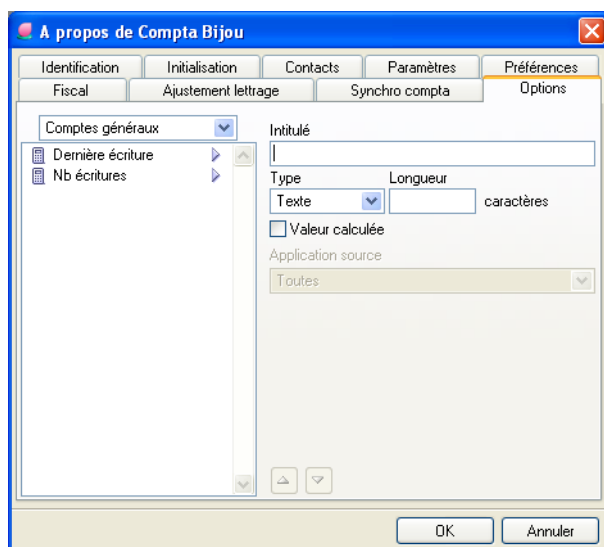 A propos de Compta Bijou
Identification Initialisation Contacts Paramètres Préférences
Fiscal Ajustement lettrage Synchro compta Options
Comptes généraux
Dernière écriture
Nb écritures
Intitulé
Type Longueur
Texte caractères
Valeur calculée
Application source
Toutes
OK Annuler